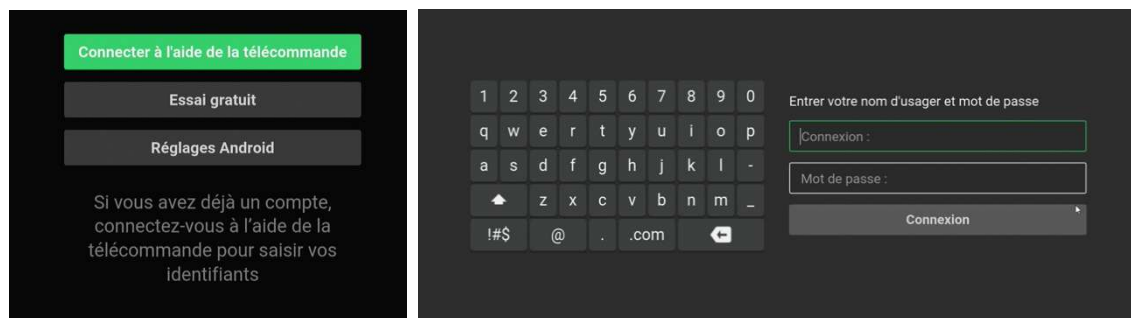 Connecter à l'aide de la télécommande
Essai gratuit
Réglages Android
Si vous avez déjà un compte,
connectez-vous à l'aide de la
télécommande pour saisir vos
identifiants
1 2 3 4 5 6 7 8 9 0
q w e r t y u i o p
a s d f g h j k l -
z x c v b n m _
!#$ @ . .com
Entrer votre nom d'usager et mot de passe
Connexion :
Mot de passe :
Connexion